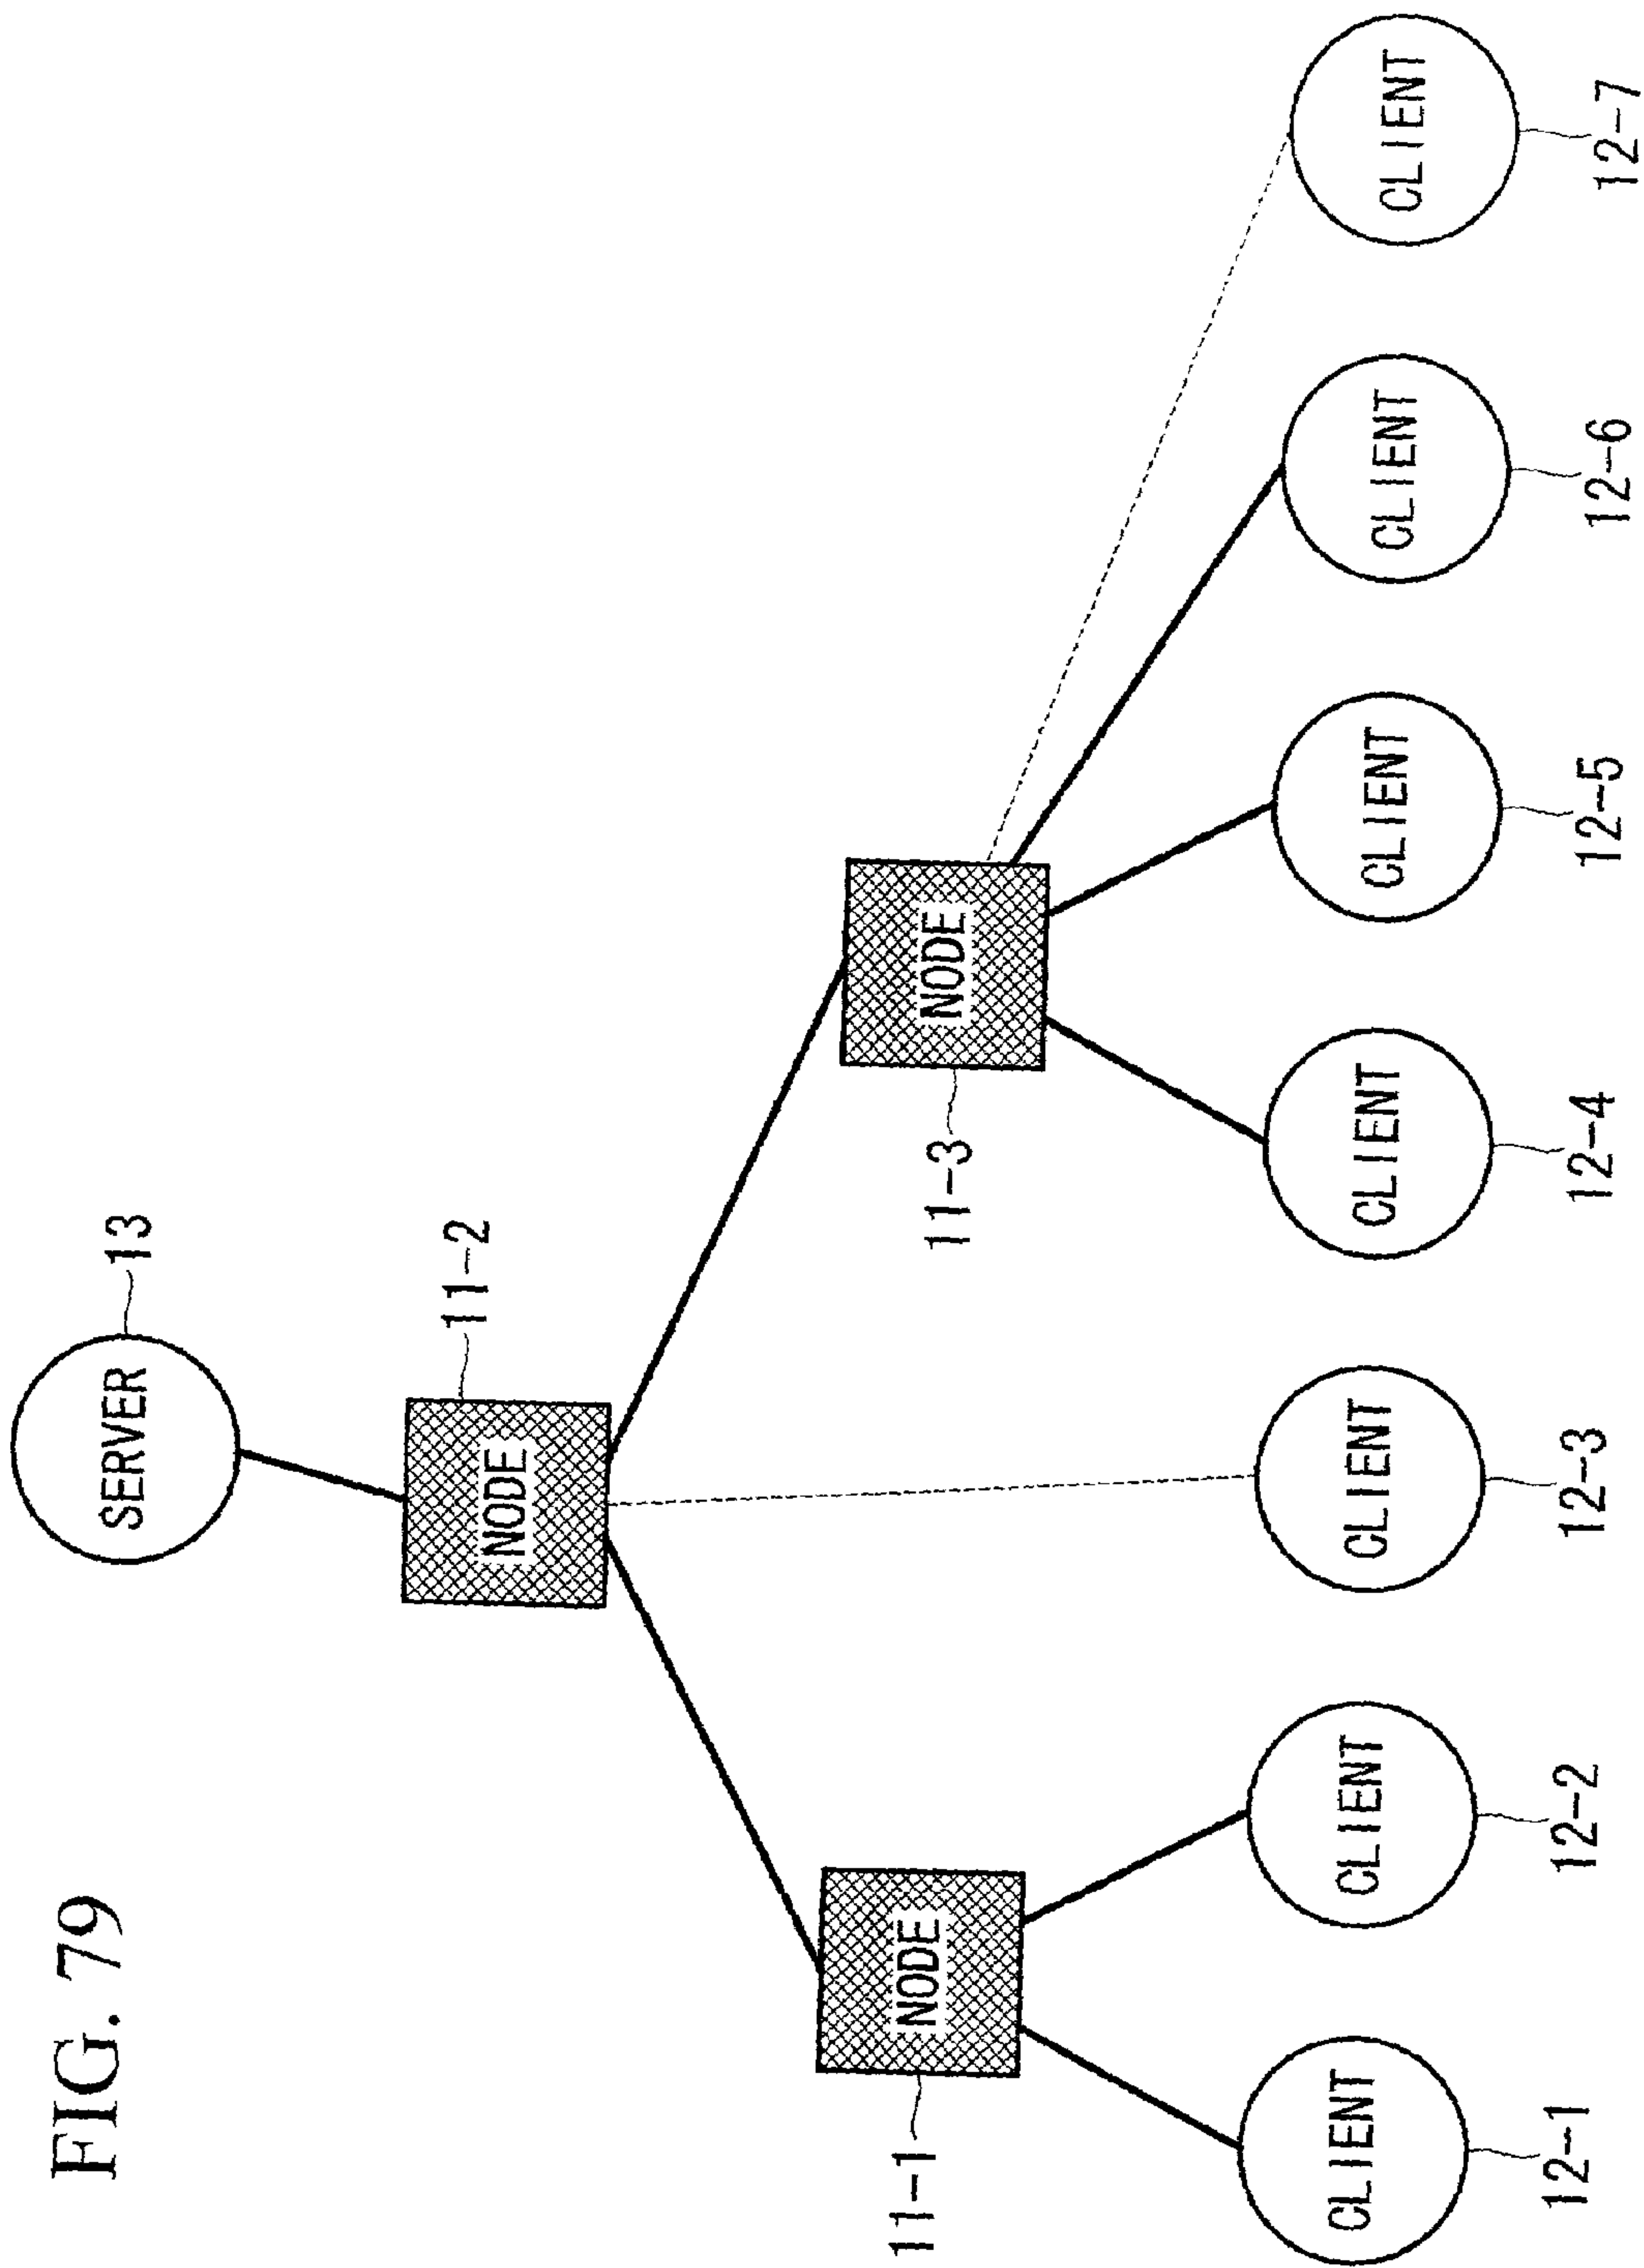 FIG. 79
SERVER
13
NODE
11-2
NODE
11-1
NODE
11-3
CLIENT
CLIENT
CLIENT
CLIENT
CLIENT
CLIENT
CLIENT
12-1
12-2
12-3
12-4
12-5
12-6
12-7